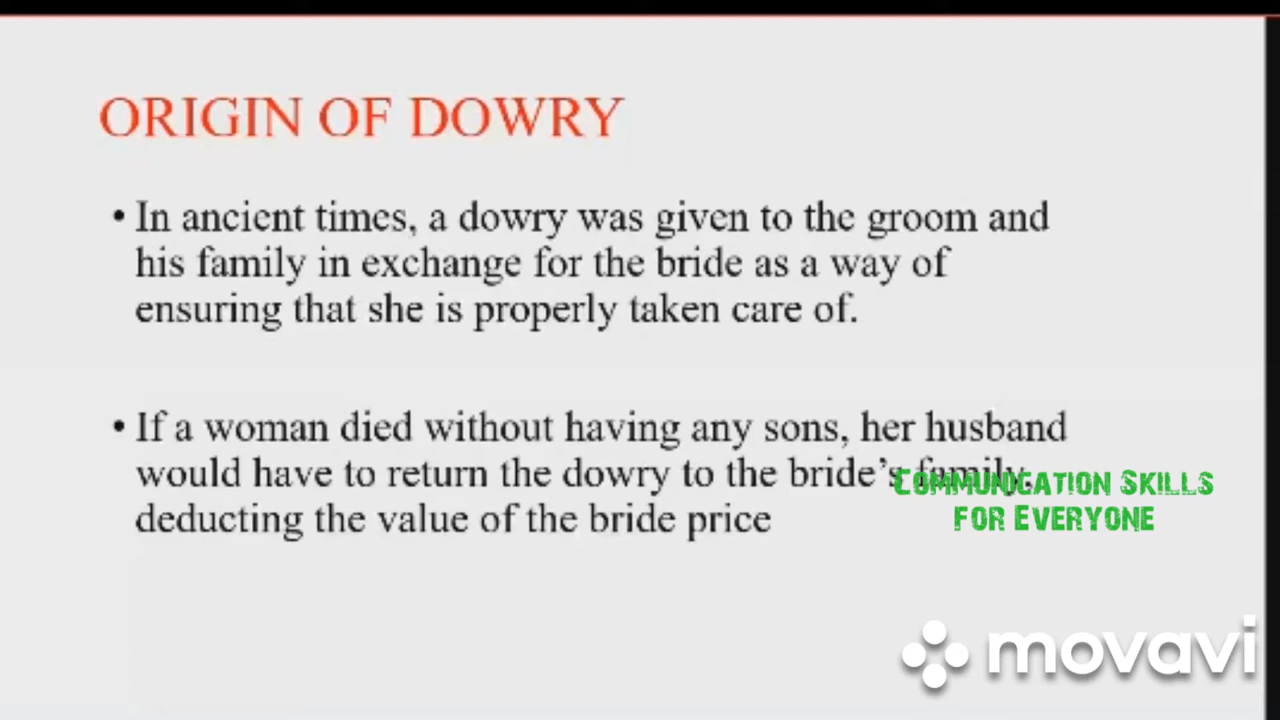 ORIGIN OF DOWRY
• In ancient times, a dowry was given to the groom and
his family in exchange for the bride as a way of
ensuring that she is properly taken care of.
• If a woman died without having any sons, her husband
would have to return the dowry to the bride’s family.
deducting the value of the bride price
COMMUNICATION SKILLS
FOR EVERYONE
movavi